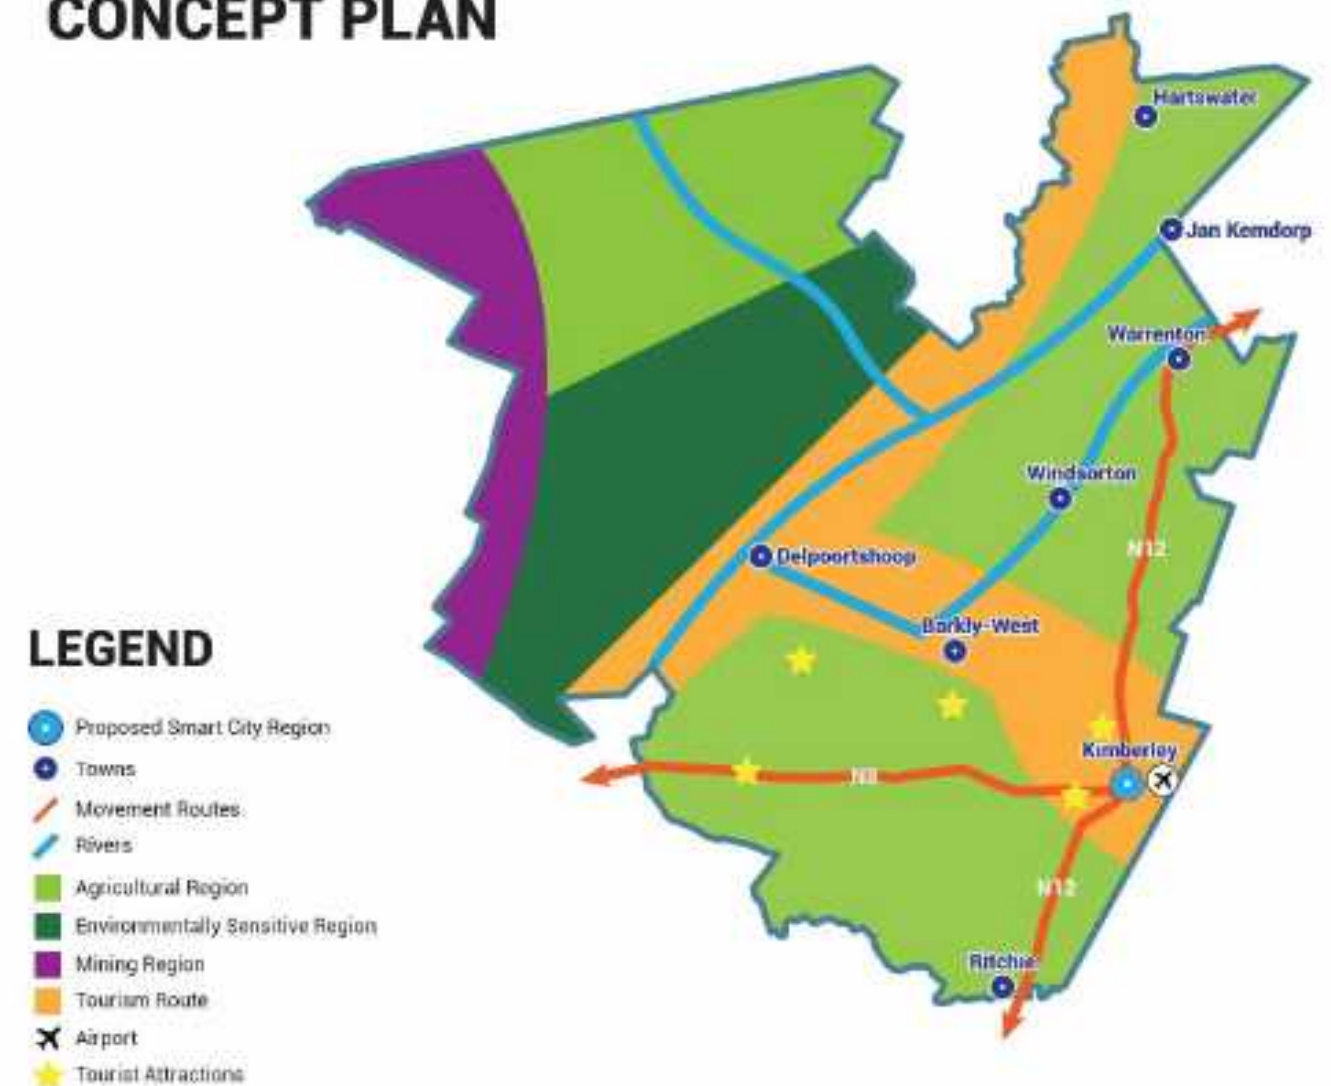 CONCEPT PLAN
Hartswater
Jan Kemdorp
Warrenton
Windsorton
N12
Delpoortshoop
Barkly-West
Kimberley
N8
N12
Ritchie
LEGEND
Proposed Smart City Region
Towns
Movement Routes
Rivers
Agricultural Region
Environmentally Sensitive Region
Mining Region
Tourism Route
Airport
Tourist Attractions